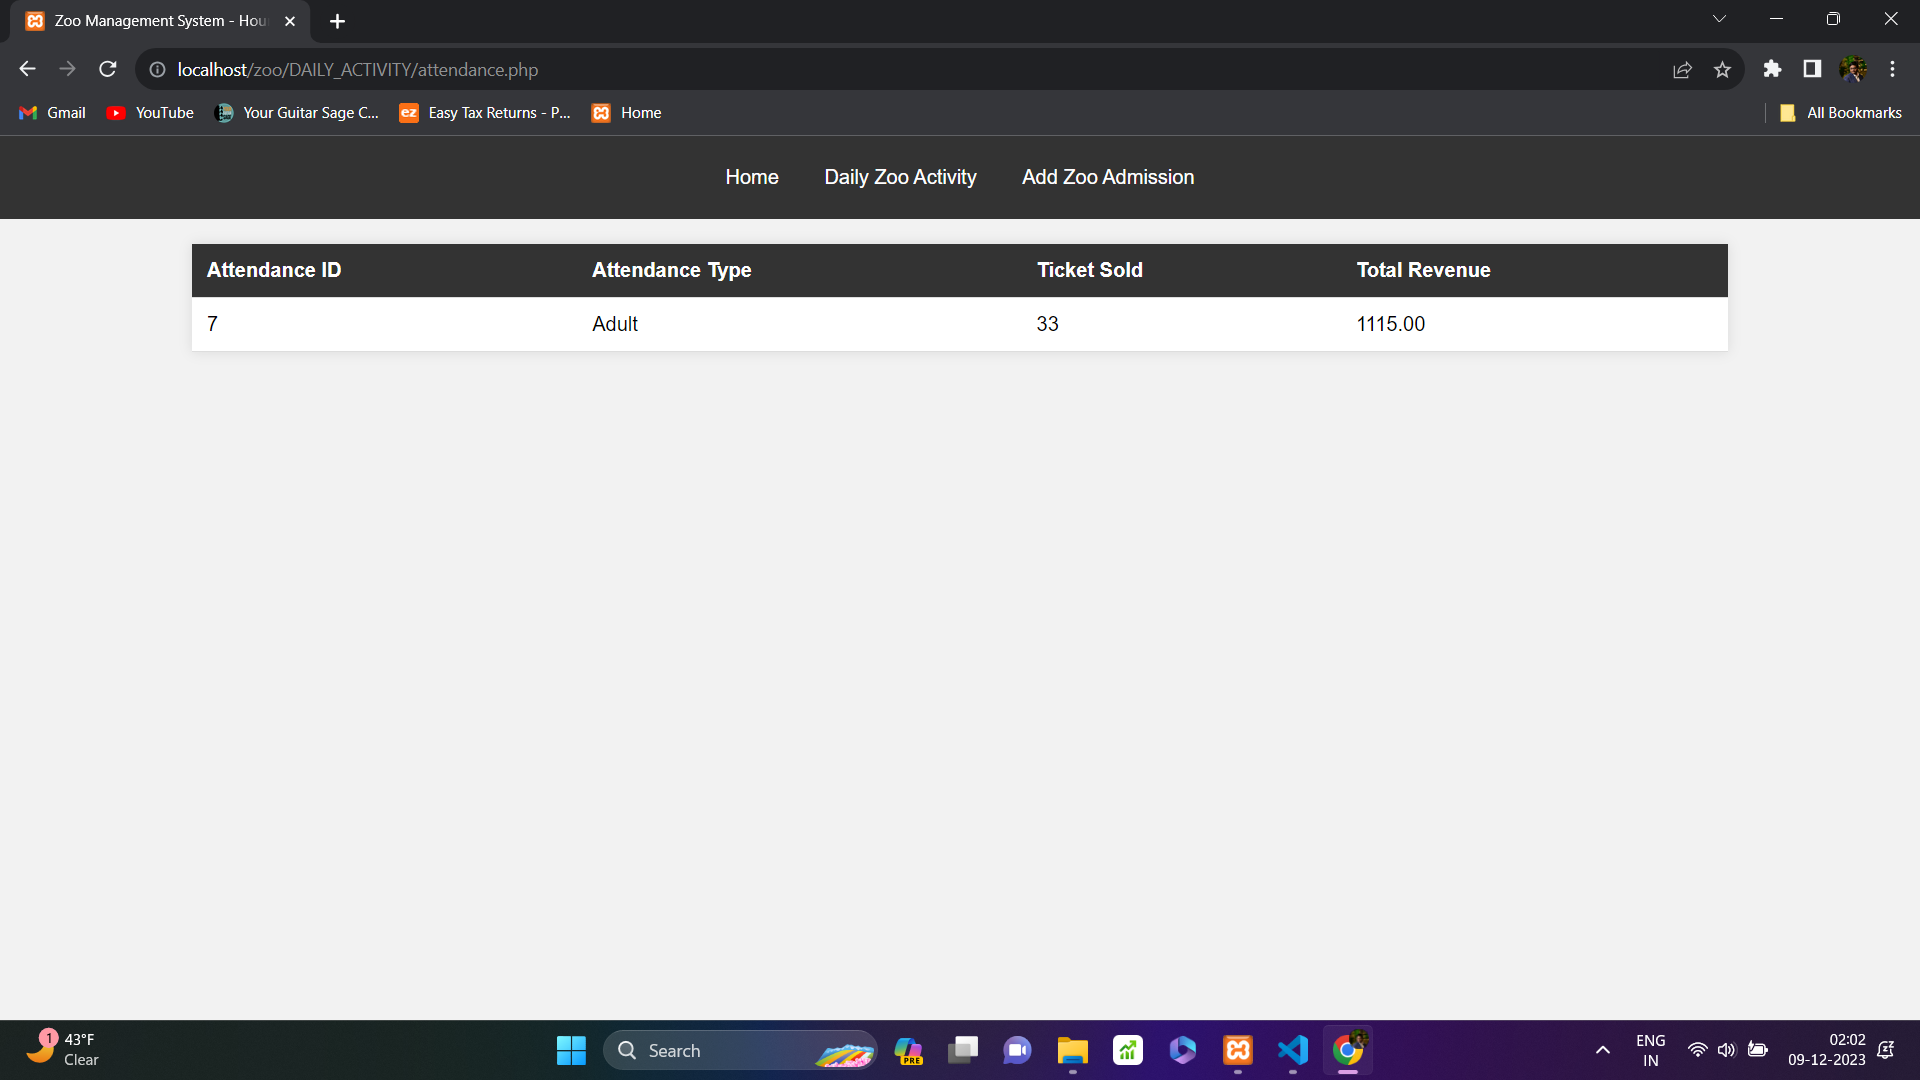 Zoo Management System - Hou
localhost/zoo/DAILY_ACTIVITY/attendance.php
Gmail YouTube Your Guitar Sage C... ez Easy Tax Returns - P... Home All Bookmarks
Home Daily Zoo Activity Add Zoo Admission
Attendance ID Attendance Type Ticket Sold Total Revenue
7 Adult 33 1115.00
1 43°F
Clear
Search
PRE
ENG
IN
02:02
09-12-2023